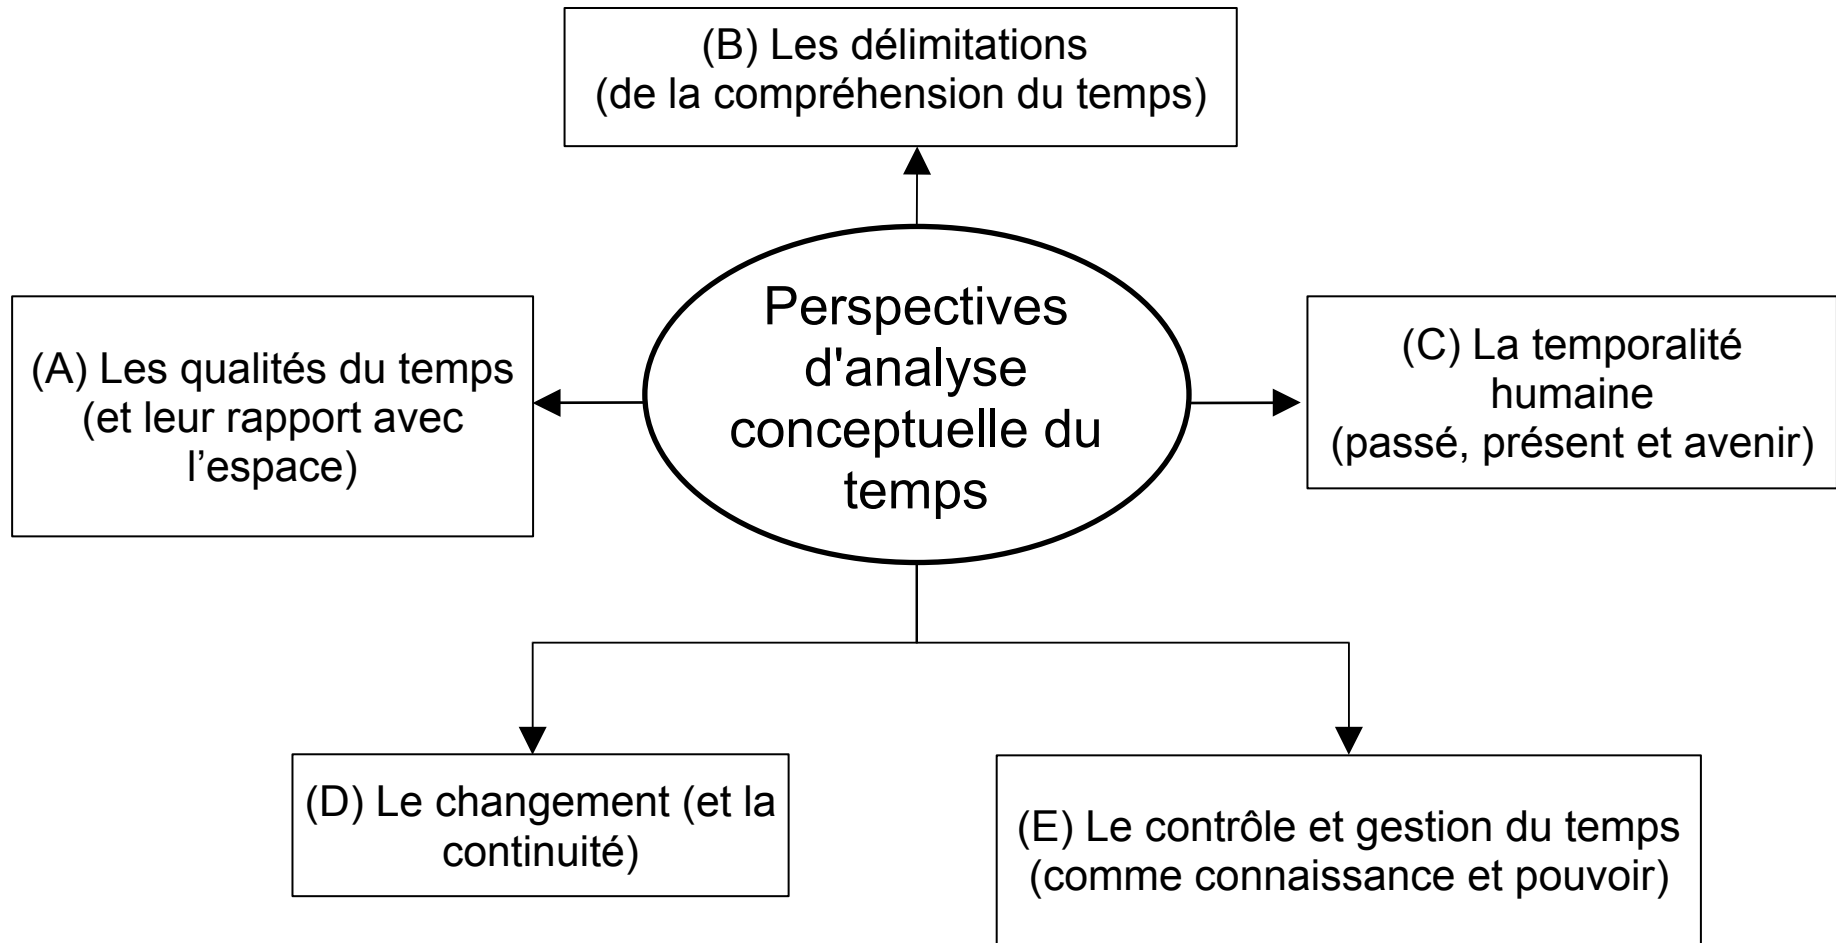 (B) Les délimitations
(de la compréhension du temps)
Perspectives
d'analyse
conceptuelle du
temps
(A) Les qualités du temps
(et leur rapport avec
l’espace)
(C) La temporalité
humaine
(passé, présent et avenir)
(D) Le changement (et la
continuité)
(E) Le contrôle et gestion du temps
(comme connaissance et pouvoir)